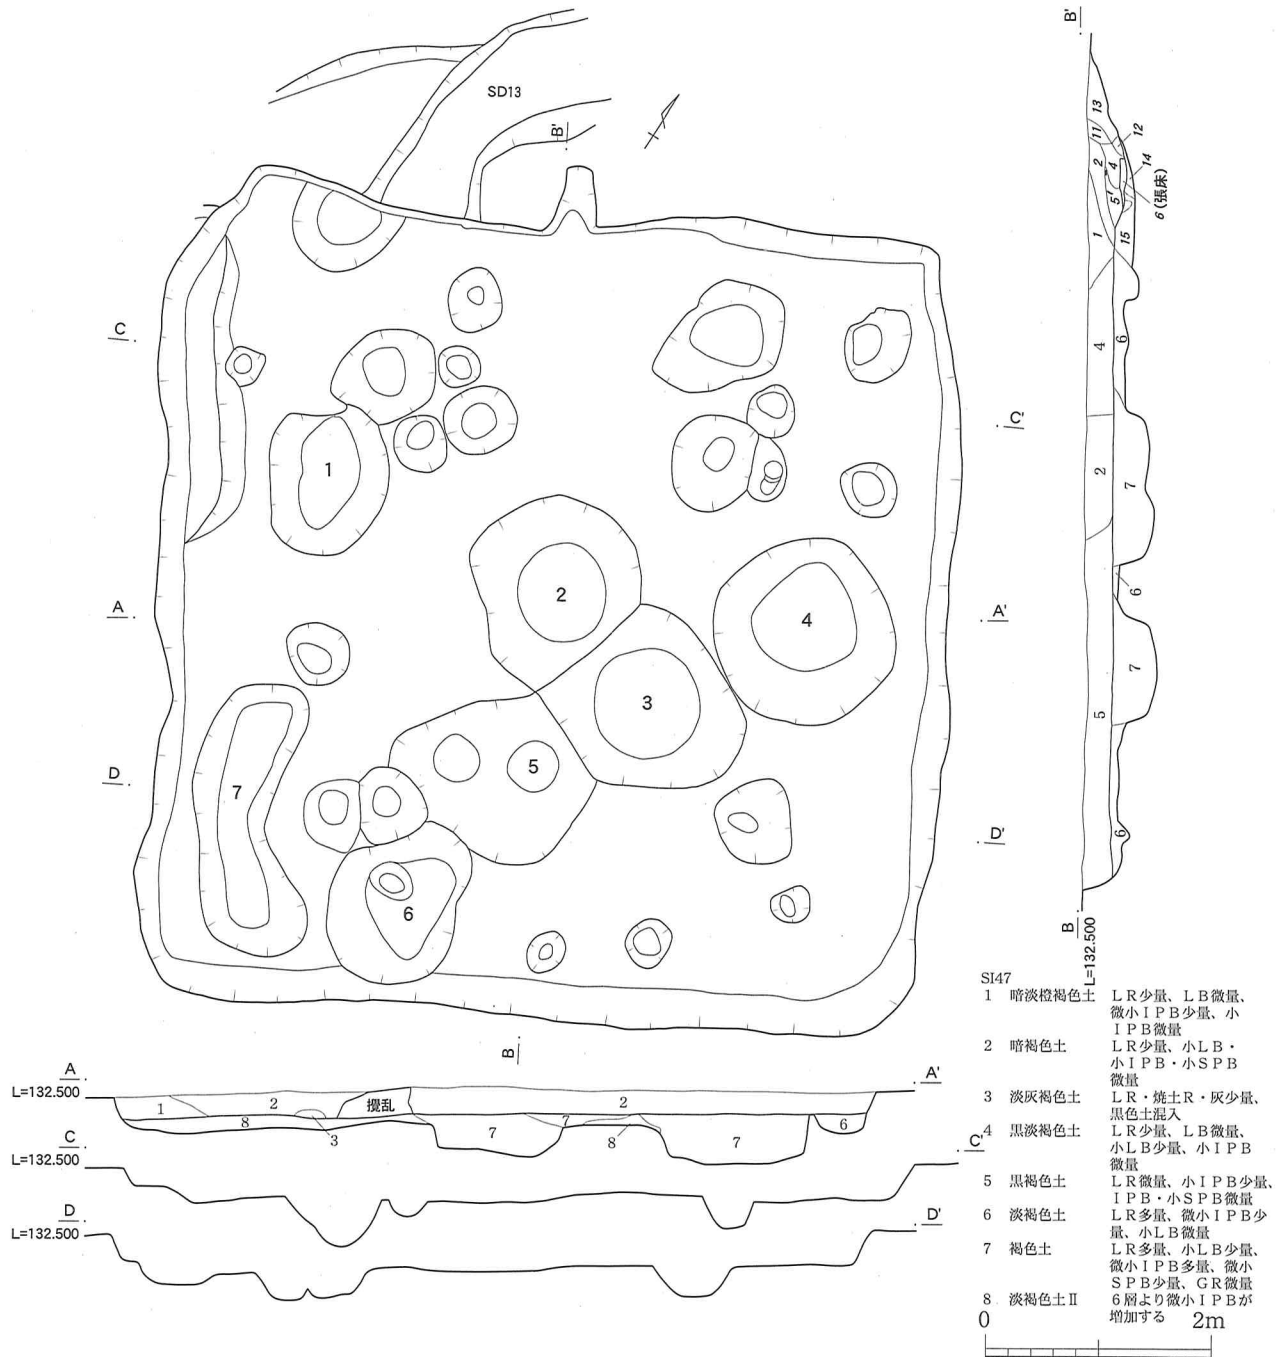 SD13
B'
B'
13
11
12
2
4
14
5'
6 (張床)
1
15
C
C'
4
6
1
2
7
A
A'
2
4
6
3
7
5
5
D
D'
7
6
6
B
B
L=132.500
A
A'
L=132.500
1
2
攪乱
2
8
3
7
7
8
7
6
C
C'
L=132.500
D
D'
L=132.500
SI47
1 暗淡橙褐色土 ＬＲ少量、ＬＢ微量、
微小ＩＰＢ少量、小
ＩＰＢ微量
2 暗褐色土 ＬＲ少量、小ＬＢ・
小ＩＰＢ・小ＳＰＢ
微量
3 淡灰褐色土 ＬＲ・焼土Ｒ・灰少量、
黒色土混入
4 黒淡褐色土 ＬＲ少量、ＬＢ微量、
小ＬＢ少量、小ＩＰＢ
微量
5 黒褐色土 ＬＲ微量、小ＩＰＢ少量、
ＩＰＢ・小ＳＰＢ微量
6 淡褐色土 ＬＲ多量、微小ＩＰＢ少
量、小ＬＢ微量
7 褐色土 ＬＲ多量、小ＬＢ少量、
微小ＩＰＢ多量、微小
ＳＰＢ少量、ＧＲ微量
8 淡褐色土Ⅱ 6層より微小ＩＰＢが
増加する
0 2m